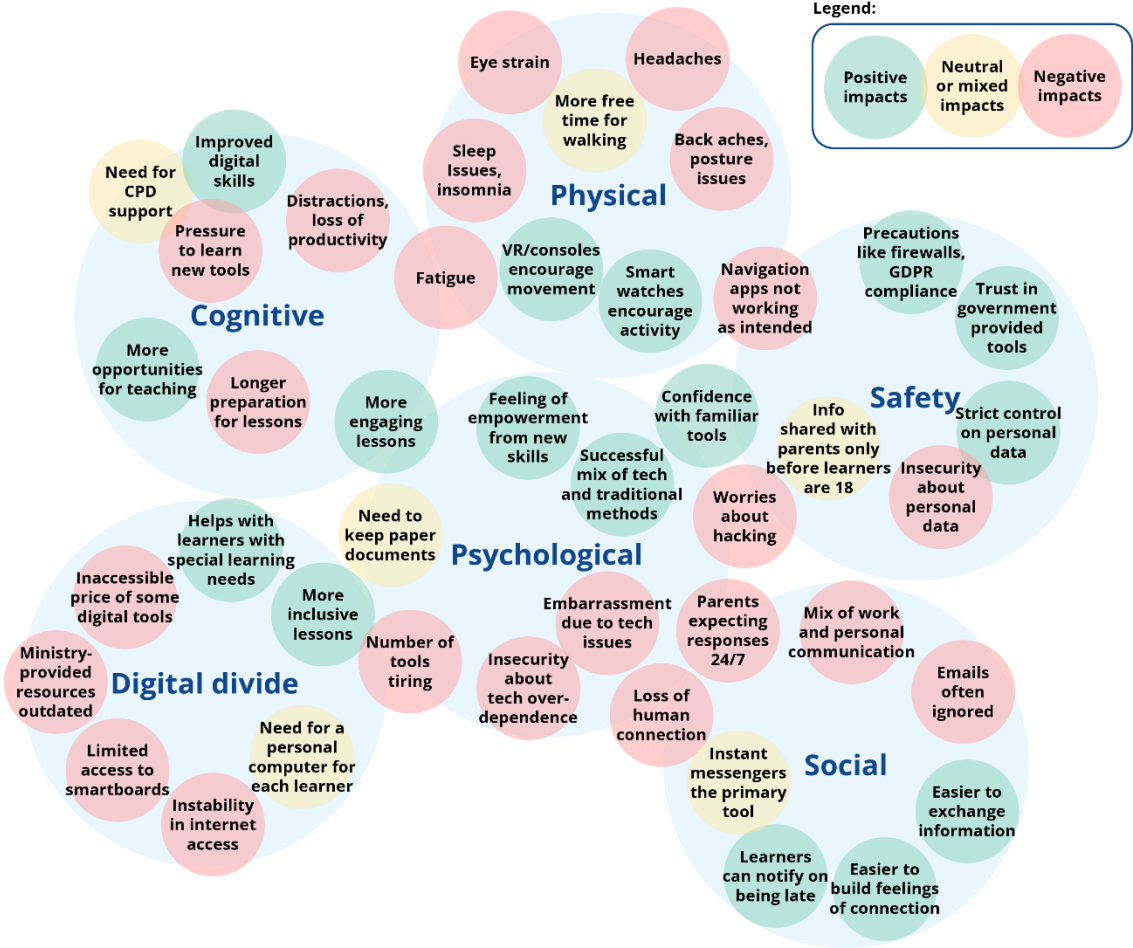 Legend:
Positive
impacts
Neutral
or mixed
impacts
Negative
impacts
Eye strain
Headaches
More free
time for
walking
Sleep
Issues,
insomnia
Back aches,
posture
issues
Physical
VR/consoles
encourage
movement
Smart
watches
encourage
activity
Fatigue
Navigation
apps not
working
as intended
Improved
digital
skills
Need for
CPD
support
Pressure
to learn
new tools
Distractions,
loss of
productivity
Cognitive
More
opportunities
for teaching
Longer
preparation
for lessons
More
engaging
lessons
Precautions
like firewalls,
GDPR
compliance
Trust in
government
provided
tools
Safety
Strict control
on personal
data
Info
shared with
parents only
before learners
are 18
Insecurity
about
personal
data
Confidence
with familiar
tools
Worries
about
hacking
Feeling of
empowerment
from new
skills
Successful
mix of tech
and traditional
methods
Need to
keep paper
documents
Psychological
Embarrassment
due to tech
issues
Parents
expecting
responses
24/7
Insecurity
about
tech over-
dependence
Loss of
human
connection
Number of
tools
tiring
Helps with
learners with
special learning
needs
More
inclusive
lessons
Inaccessible
price of some
digital tools
Ministry-
provided
resources
outdated
Digital divide
Limited
access to
smartboards
Instability
in internet
access
Need for a
personal
computer for
each learner
Mix of work
and personal
communication
Emails
often
ignored
Social
Instant
messengers
the primary
tool
Easier to
exchange
information
Learners
can notify on
being late
Easier to
build feelings
of connection